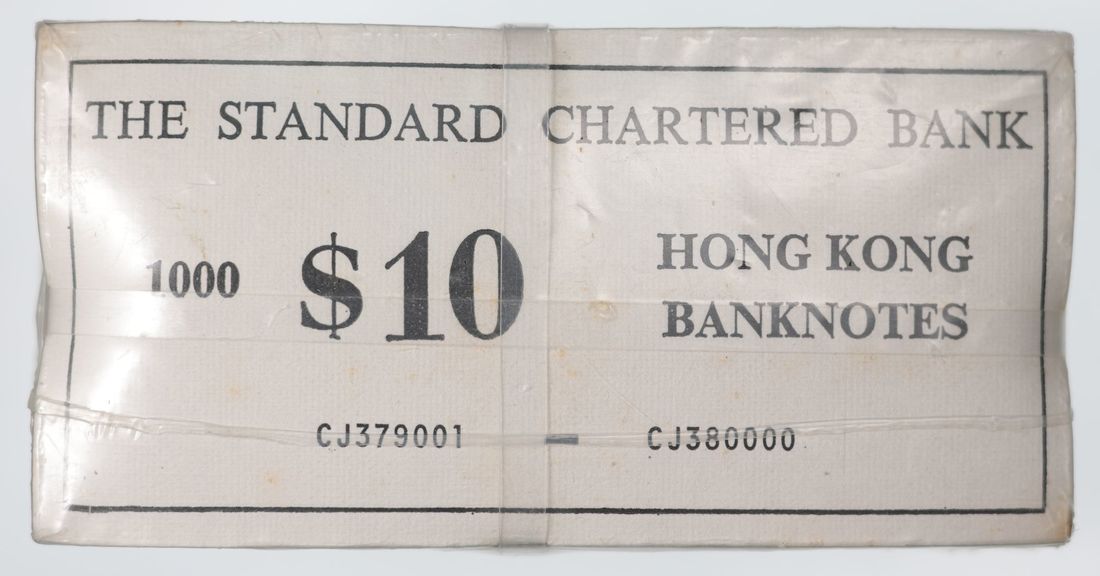 THE STANDARD CHARTERED BANK
1000 $10 HONG KONG
BANKNOTES
CJ379001 - CJ380000